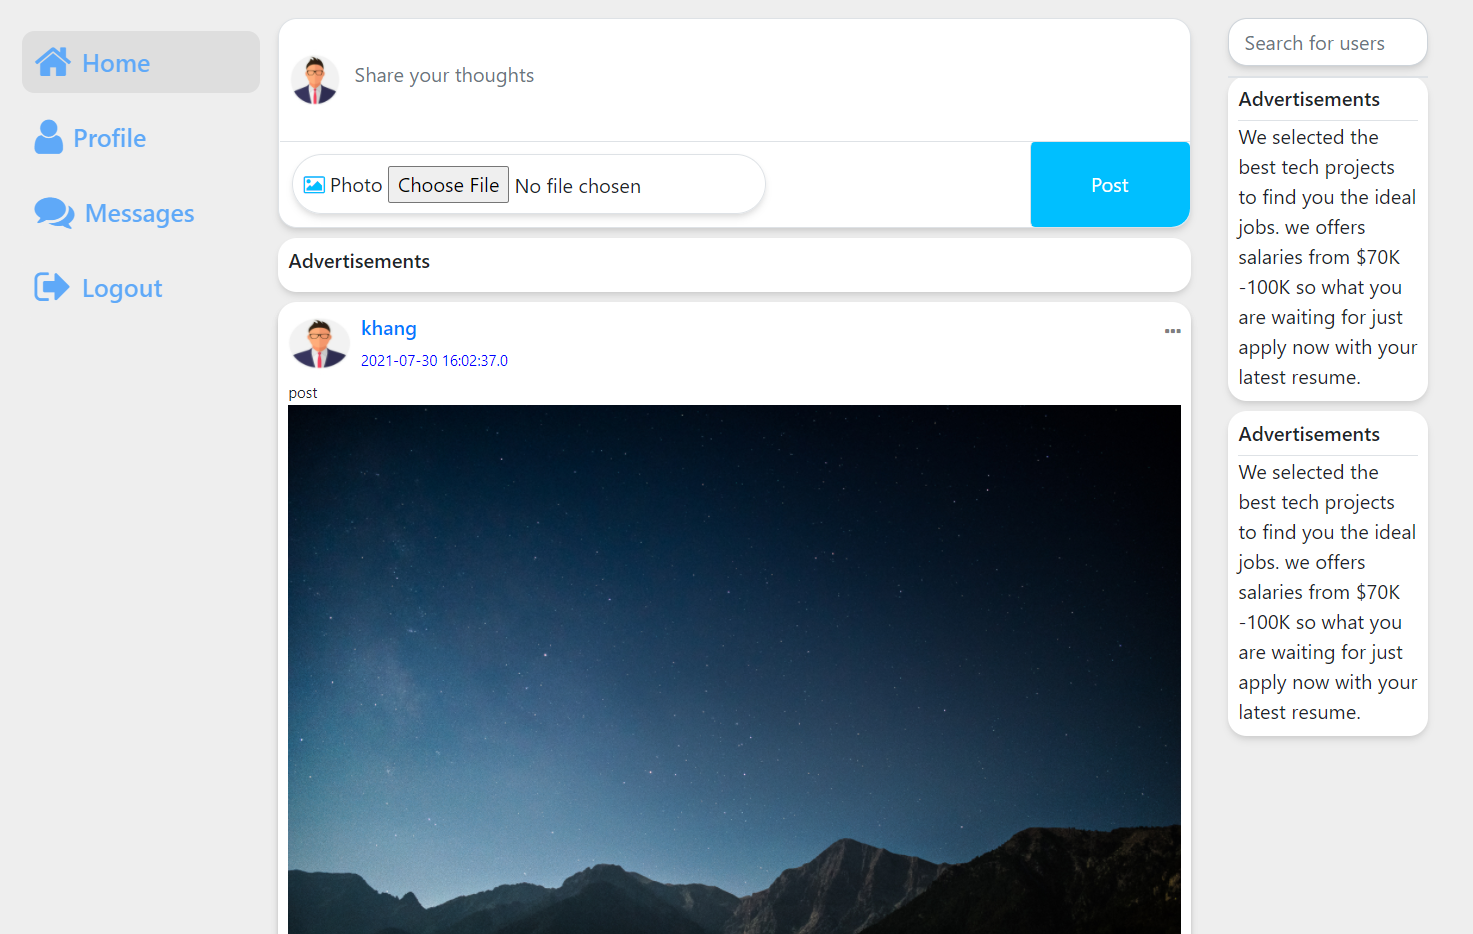 Home
Profile
Messages
Logout
Share your thoughts
Photo Choose File No file chosen
Post
Advertisements
khang
2021-07-30 16:02:37.0
post
Search for users
Advertisements
We selected the
best tech projects
to find you the ideal
jobs. we offers
salaries from $70K
-100K so what you
are waiting for just
apply now with your
latest resume.
Advertisements
We selected the
best tech projects
to find you the ideal
jobs. we offers
salaries from $70K
-100K so what you
are waiting for just
apply now with your
latest resume.